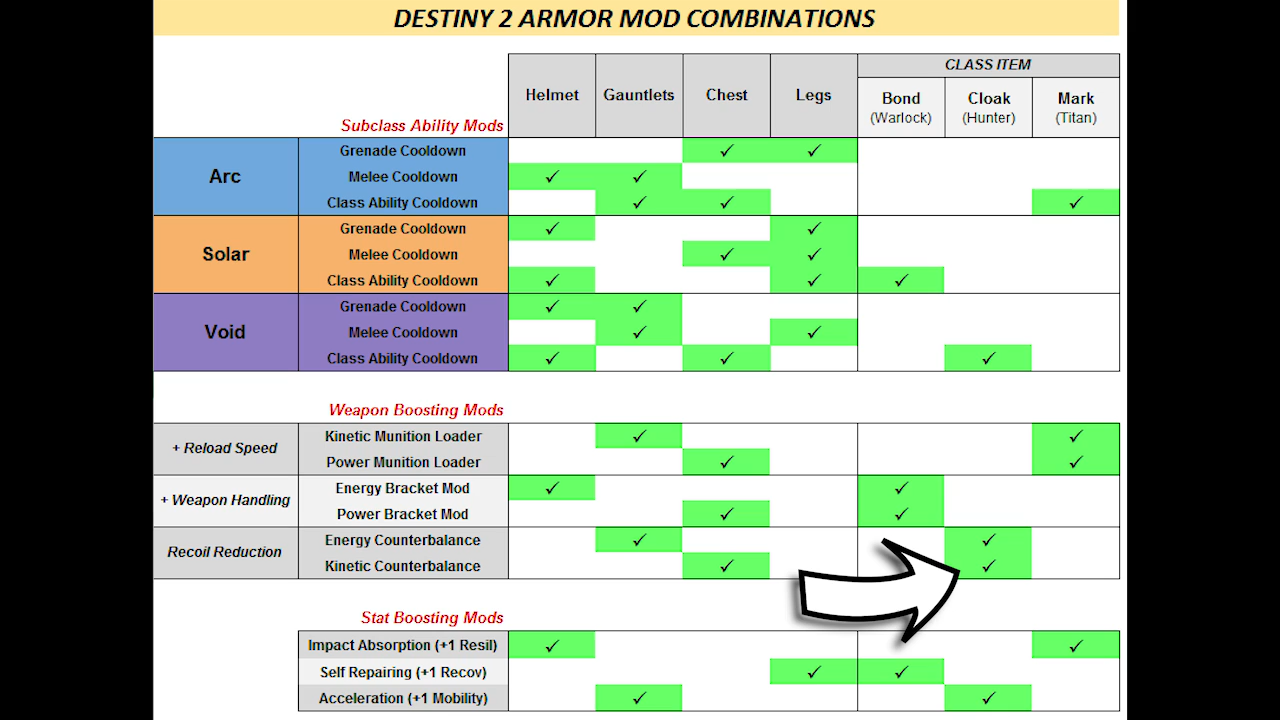 DESTINY 2 ARMOR MOD COMBINATIONS
CLASS ITEM
Helmet Gauntlets Chest Legs Bond Cloak Mark
(Warlock) (Hunter) (Titan)
Subclass Ability Mods
Arc
Grenade Cooldown ✓ ✓
Melee Cooldown ✓ ✓
Class Ability Cooldown ✓ ✓ ✓
Solar
Grenade Cooldown ✓ ✓
Melee Cooldown ✓ ✓
Class Ability Cooldown ✓ ✓ ✓
Void
Grenade Cooldown ✓ ✓
Melee Cooldown ✓ ✓
Class Ability Cooldown ✓ ✓ ✓
Weapon Boosting Mods
+ Reload Speed
Kinetic Munition Loader ✓ ✓
Power Munition Loader ✓ ✓
+ Weapon Handling
Energy Bracket Mod ✓ ✓
Power Bracket Mod ✓ ✓
Recoil Reduction
Energy Counterbalance ✓ ✓
Kinetic Counterbalance ✓ ✓
Stat Boosting Mods
Impact Absorption (+1 Resil) ✓ ✓
Self Repairing (+1 Recov) ✓ ✓
Acceleration (+1 Mobility) ✓ ✓